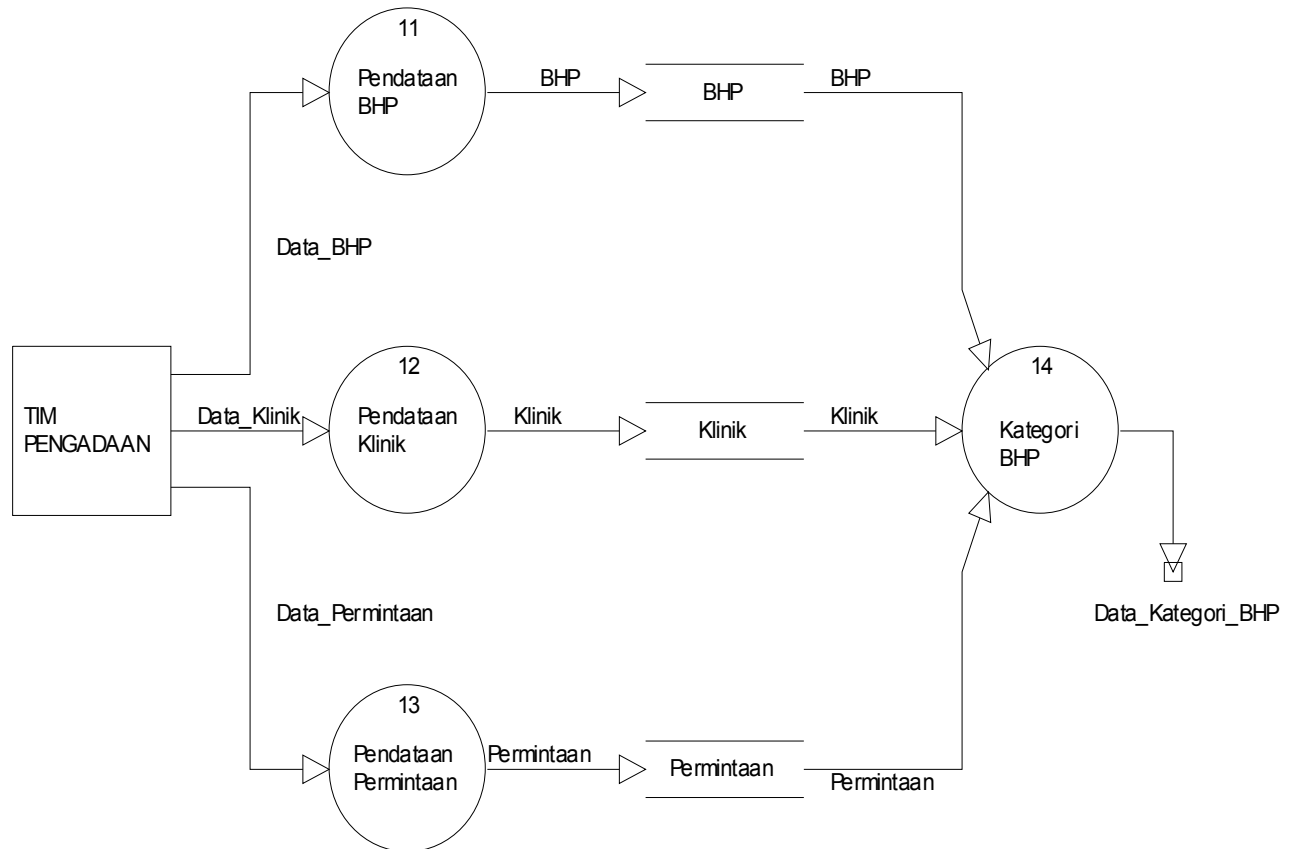 11
Pendataan
BHP
BHP
BHP
BHP
Data_BHP
TIM
PENGADAAN
Data_Klinik
12
Pendataan
Klinik
Klinik
Klinik
Klinik
14
Kategori
BHP
Data_Permintaan
Data_Kategori_BHP
13
Pendataan
Permintaan
Permintaan
Permintaan
Permintaan